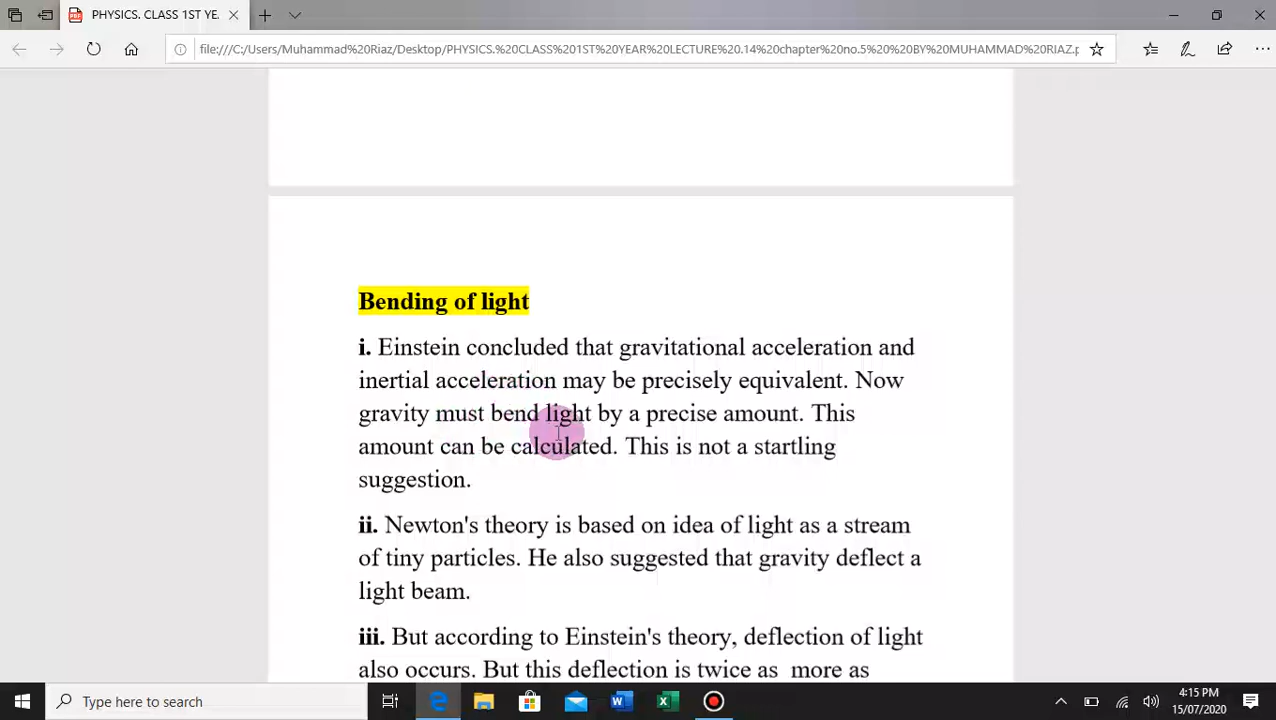 PHYSICS. CLASS 1ST YE.
file:///C:/Users/Muhammad%20Riaz/Desktop/PHYSICS.%20CLASS%201ST%20YEAR%20LECTURE%20.14%20chapter%20no.5%20%20BY%20MUHAMMAD%20RIAZ.p
Bending of light
i. Einstein concluded that gravitational acceleration and
inertial acceleration may be precisely equivalent. Now
gravity must bend light by a precise amount. This
amount can be calculated. This is not a startling
suggestion.
ii. Newton's theory is based on idea of light as a stream
of tiny particles. He also suggested that gravity deflect a
light beam.
iii. But according to Einstein's theory, deflection of light
also occurs. But this deflection is twice as more as
Type here to search
4:15 PM
15/07/2020